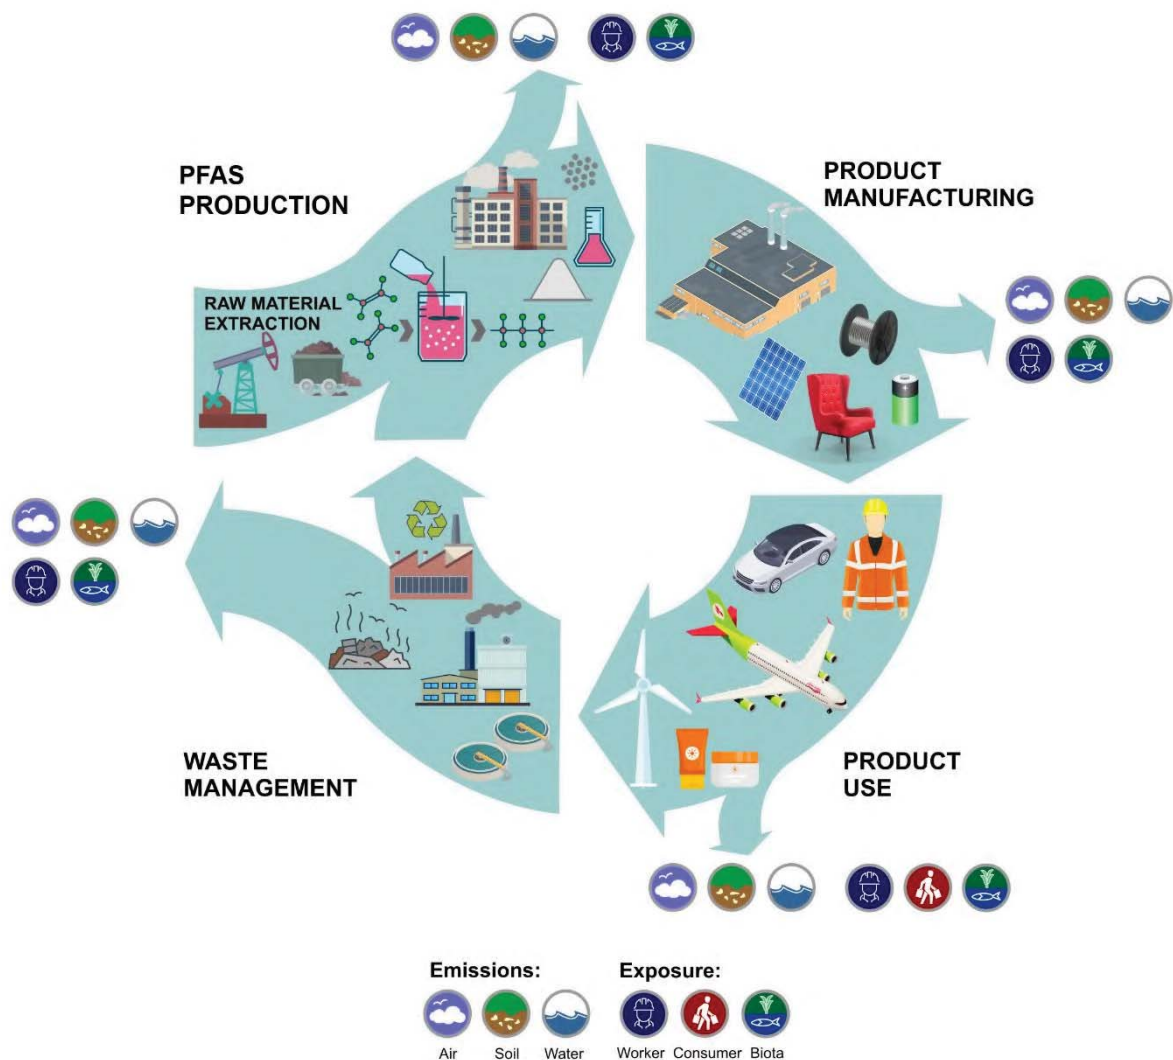 PFAS
PRODUCTION
PRODUCT
MANUFACTURING
RAW MATERIAL
EXTRACTION
WASTE
MANAGEMENT
PRODUCT
USE
Emissions:
Exposure:
Air
Soil
Water
Worker
Consumer
Biota